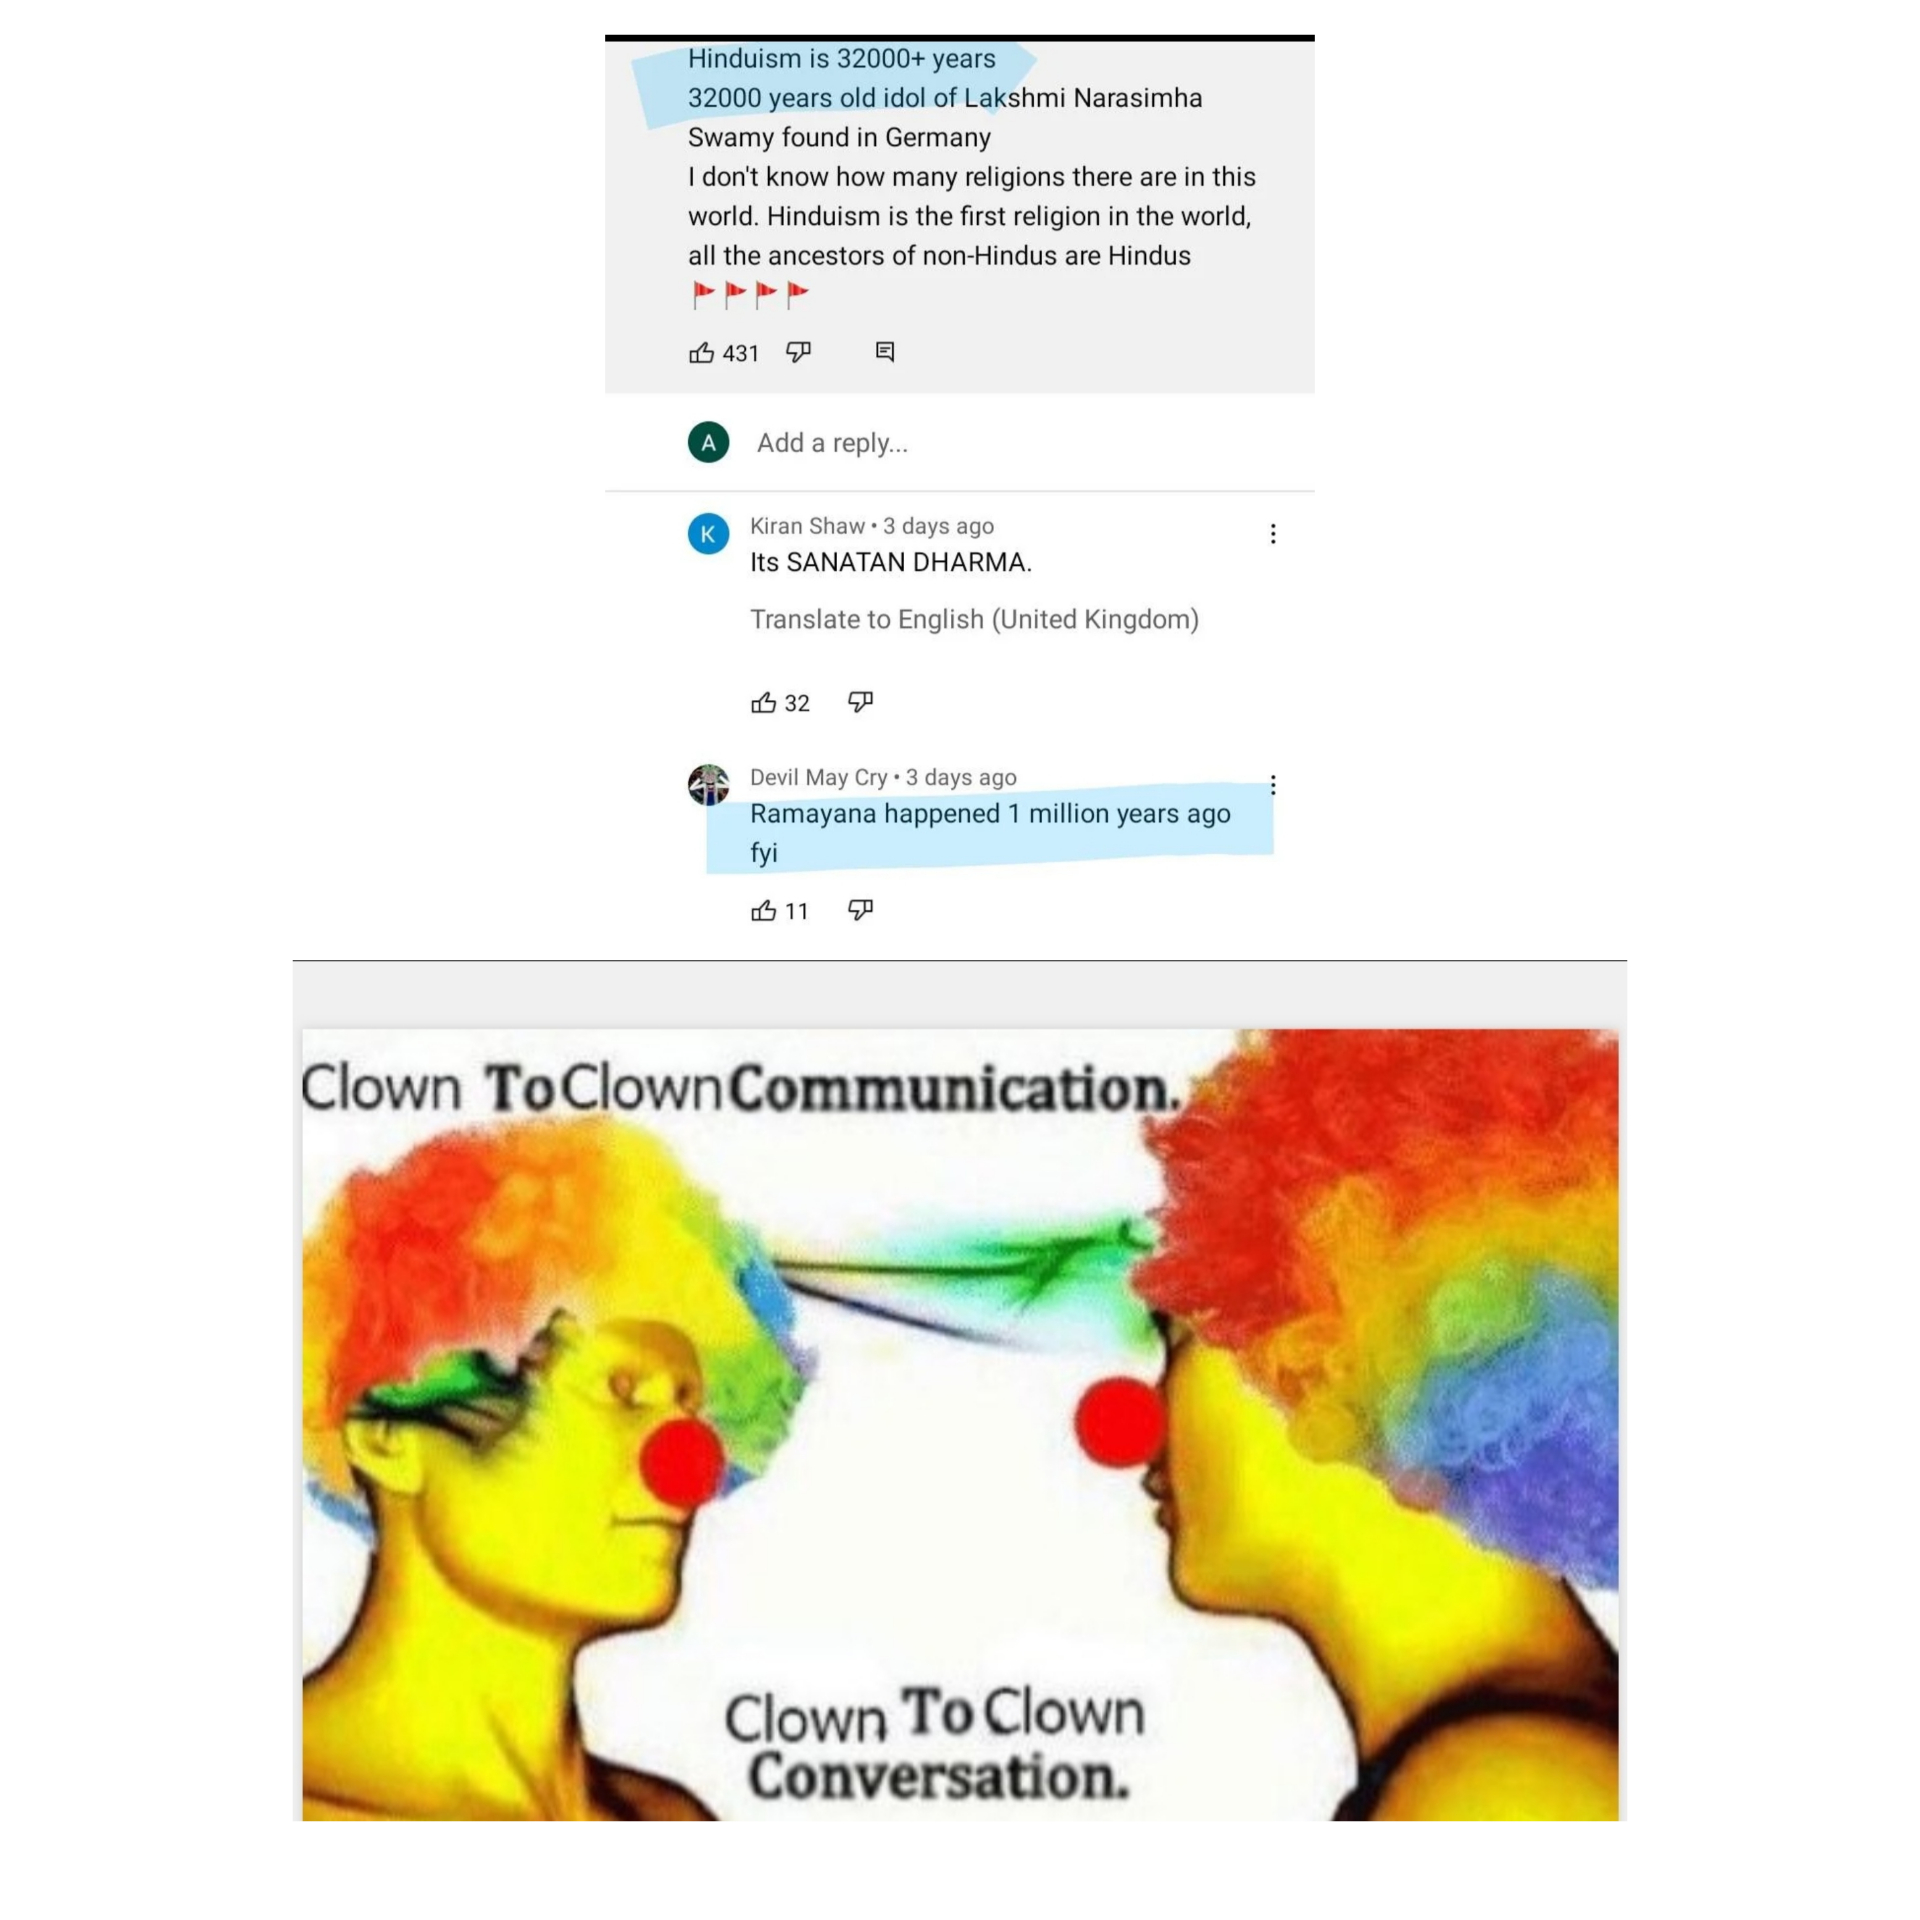 Hinduism is 32000+ years
32000 years old idol of Lakshmi Narasimha
Swamy found in Germany
I don't know how many religions there are in this
world. Hinduism is the first religion in the world,
all the ancestors of non-Hindus are Hindus
🚩🚩🚩🚩
431
A Add a reply...
K Kiran Shaw • 3 days ago
Its SANATAN DHARMA.
Translate to English (United Kingdom)
32
Devil May Cry • 3 days ago
Ramayana happened 1 million years ago
fyi
11
Clown To Clown Communication.
Clown To Clown
Conversation.